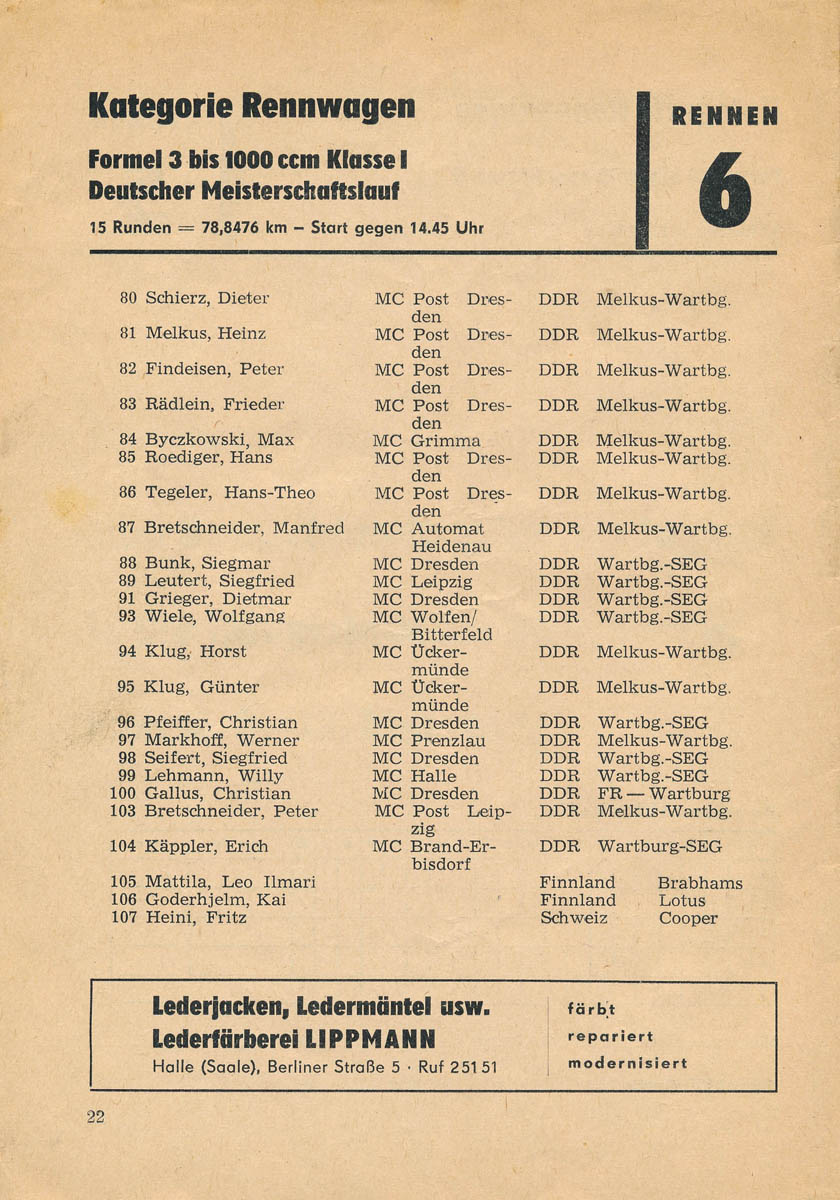 Kategorie Rennwagen
Formel 3 bis 1000 ccm Klasse I
Deutscher Meisterschaftslauf
15 Runden = 78,8476 km – Start gegen 14.45 Uhr
RENNEN
6
80 Schierz, Dieter MC Post Dres- DDR Melkus-Wartbg.
den
81 Melkus, Heinz MC Post Dres- DDR Melkus-Wartbg.
den
82 Findeisen, Peter MC Post Dres- DDR Melkus-Wartbg.
den
83 Rädlein, Frieder MC Post Dres- DDR Melkus-Wartbg.
den
84 Byczkowski, Max MC Grimma DDR Melkus-Wartbg.
85 Roediger, Hans MC Post Dres- DDR Melkus-Wartbg.
den
86 Tegeler, Hans-Theo MC Post Dres- DDR Melkus-Wartbg.
den
87 Bretschneider, Manfred MC Automat DDR Melkus-Wartbg.
Heidenau
88 Bunk, Siegmar MC Dresden DDR Wartbg.-SEG
89 Leutert, Siegfried MC Leipzig DDR Wartbg.-SEG
91 Grieger, Dietmar MC Dresden DDR Wartbg.-SEG
93 Wiele, Wolfgang MC Wolfen/ DDR Wartbg.-SEG
Bitterfeld
94 Klug, Horst MC Ücker- DDR Melkus-Wartbg.
münde
95 Klug, Günter MC Ücker- DDR Melkus-Wartbg.
münde
96 Pfeiffer, Christian MC Dresden DDR Wartbg.-SEG
97 Markhoff, Werner MC Prenzlau DDR Melkus-Wartbg.
98 Seifert, Siegfried MC Dresden DDR Wartbg.-SEG
99 Lehmann, Willy MC Halle DDR Wartbg.-SEG
100 Gallus, Christian MC Dresden DDR FR — Wartburg
103 Bretschneider, Peter MC Post Leip- DDR Melkus-Wartbg.
zig
104 Käppler, Erich MC Brand-Er- DDR Wartburg-SEG
bisdorf
105 Mattila, Leo Ilmari Finnland Brabhams
106 Goderhjelm, Kai Finnland Lotus
107 Heini, Fritz Schweiz Cooper
Lederjacken, Ledermäntel usw.
Lederfärberei LIPPMANN
Halle (Saale), Berliner Straße 5 · Ruf 251 51
färbt
repariert
modernisiert
22